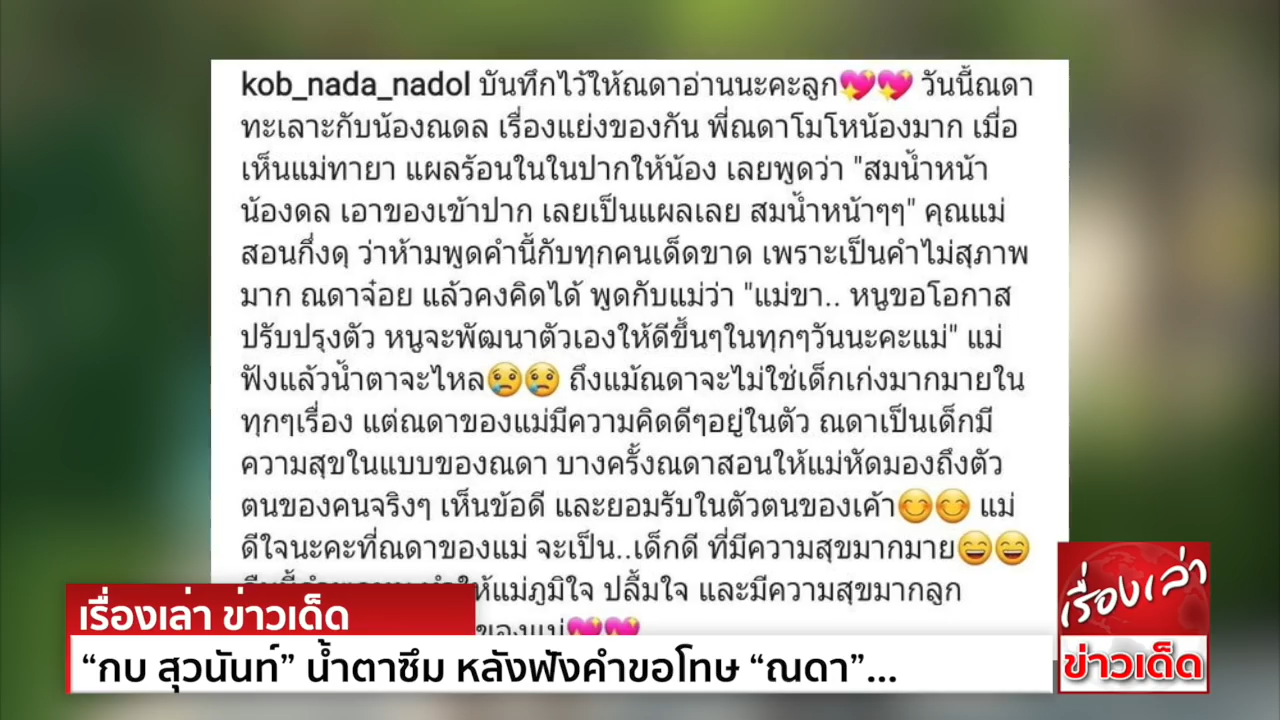 kob_nada_nadol บันทึกไว้ให้ณดาอ่านนะคะลูก💖💖 วันนี้ณดา
ทะเลาะกับน้องณดล เรื่องแย่งของกัน พี่ณดาโมโหน้องมาก เมื่อ
เห็นแม่ทายา แผลร้อนในในปากให้น้อง เลยพูดว่า "สมน้ำหน้า
น้องดล เอาของเข้าปาก เลยเป็นแผลเลย สมน้ำหน้าๆๆ" คุณแม่
สอนกึ่งดุ ว่าห้ามพูดคำนี้กับทุกคนเด็ดขาด เพราะเป็นคำไม่สุภาพ
มาก ณดาจ๋อย แล้วคงคิดได้ พูดกับแม่ว่า "แม่ขา.. หนูขอโอกาส
ปรับปรุงตัว หนูจะพัฒนาตัวเองให้ดีขึ้นๆในทุกๆวันนะคะแม่" แม่
ฟังแล้วน้ำตาจะไหล😢😢 ถึงแม้ณดาจะไม่ใช่เด็กเก่งมากมายใน
ทุกๆเรื่อง แต่ณดาของแม่มีความคิดดีๆอยู่ในตัว ณดาเป็นเด็กมี
ความสุขในแบบของณดา บางครั้งณดาสอนให้แม่หัดมองถึงตัว
ตนของคนจริงๆ เห็นข้อดี และยอมรับในตัวตนของเค้า😊😊 แม่
ดีใจนะคะที่ณดาของแม่ จะเป็น..เด็กดี ที่มีความสุขมากมาย😄😄
ให้แม่ภูมิใจ ปลื้มใจ และมีความสุขมากลูก
ของแม่💖💖
เรื่องเล่า ข่าวเด็ด
“กบ สุวนันท์” น้ำตาซึม หลังฟังคำขอโทษ “ณดา”...
เรื่องเล่า
ข่าวเด็ด